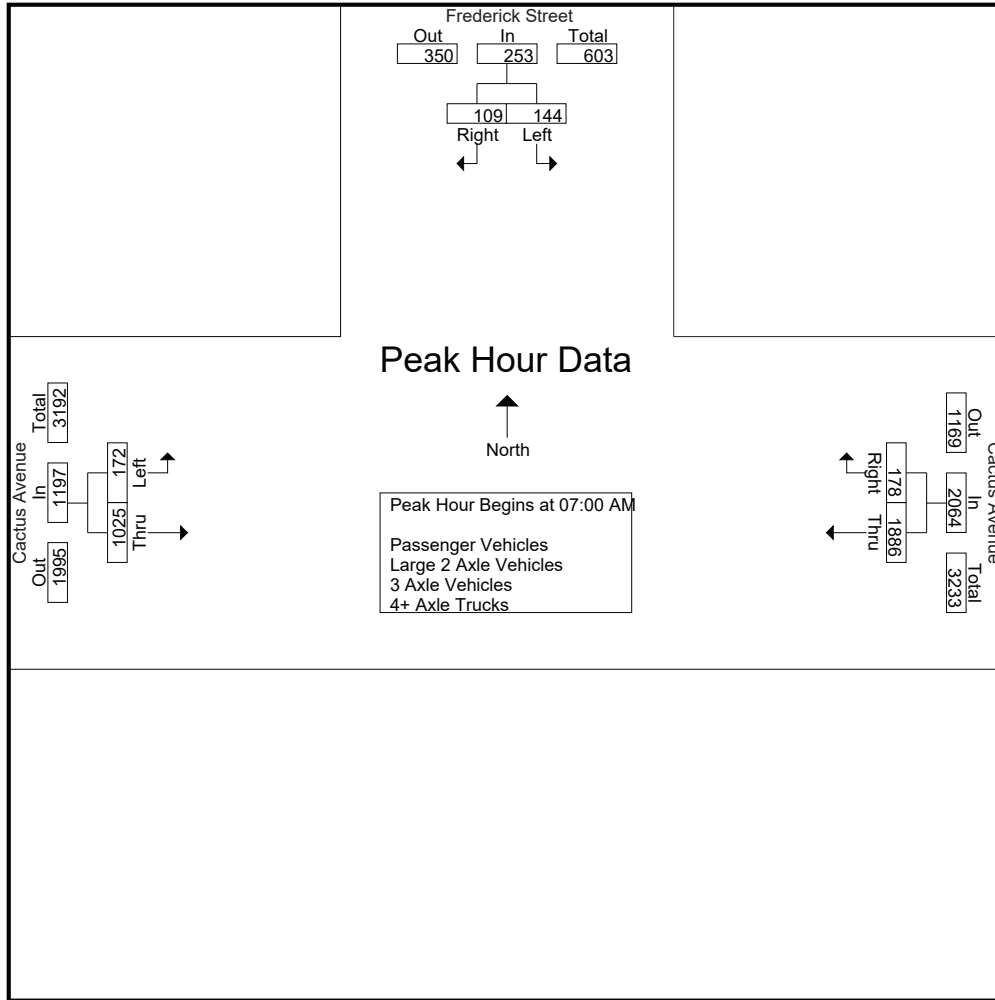 Frederick Street
Out In Total
350 253 603
109 144
Right Left
Peak Hour Data
North
Peak Hour Begins at 07:00 AM
Passenger Vehicles
Large 2 Axle Vehicles
3 Axle Vehicles
4+ Axle Trucks
Cactus Avenue
Out In Total
1995 1197 3192
1025 172
Thru Left
Cactus Avenue
Out In Total
1169 2064 3233
178 1886
Right Thru